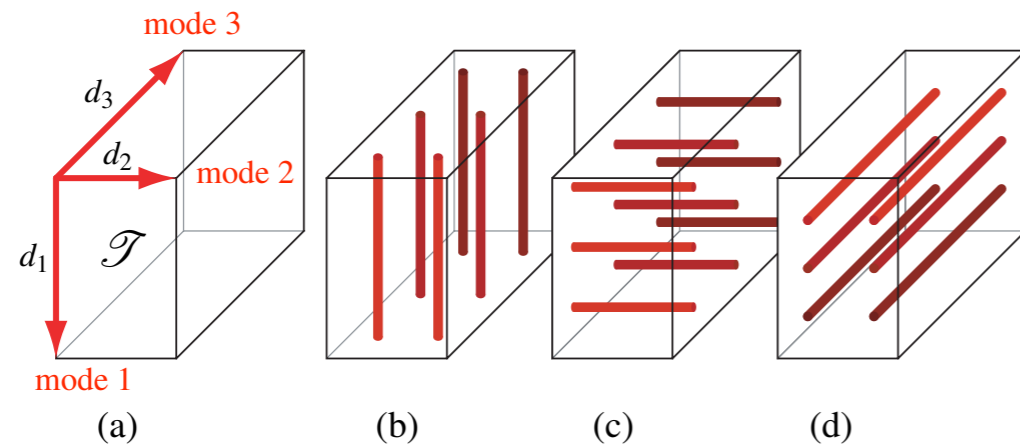 mode 3
d₃
d₂
mode 2
d₁
𝒯
mode 1
(a)
(b)
(c)
(d)